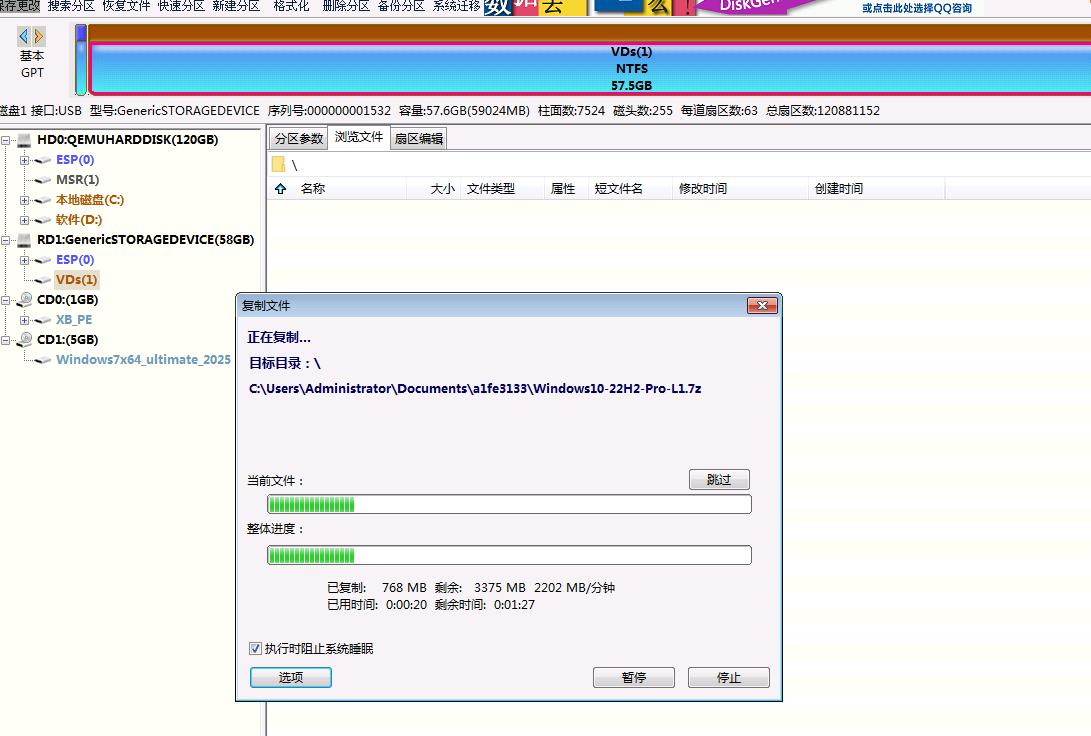 保存更改 搜索分区 恢复文件 快速分区 新建分区 格式化 删除分区 备份分区 系统迁移
数 去 么 ! DiskGen
或点击此处选择QQ咨询
基本
GPT
VDs(1)
NTFS
57.5GB
磁盘1 接口:USB 型号:GenericSTORAGEDEVICE 序列号:000000001532 容量:57.6GB(59024MB) 柱面数:7524 磁头数:255 每道扇区数:63 总扇区数:120881152
HD0:QEMUHARDDISK(120GB)
ESP(0)
MSR(1)
本地磁盘(C:)
软件(D:)
RD1:GenericSTORAGEDEVICE(58GB)
ESP(0)
VDs(1)
CD0:(1GB)
XB_PE
CD1:(5GB)
Windows7x64_ultimate_2025
分区参数 浏览文件 扇区编辑
\
名称 大小 文件类型 属性 短文件名 修改时间 创建时间
复制文件
正在复制...
目标目录：\
C:\Users\Administrator\Documents\a1fe3133\Windows10-22H2-Pro-L1.7z
当前文件：
跳过
整体进度：
已复制: 768 MB 剩余: 3375 MB 2202 MB/分钟
已用时间: 0:00:20 剩余时间: 0:01:27
执行时阻止系统睡眠
选项 暂停 停止